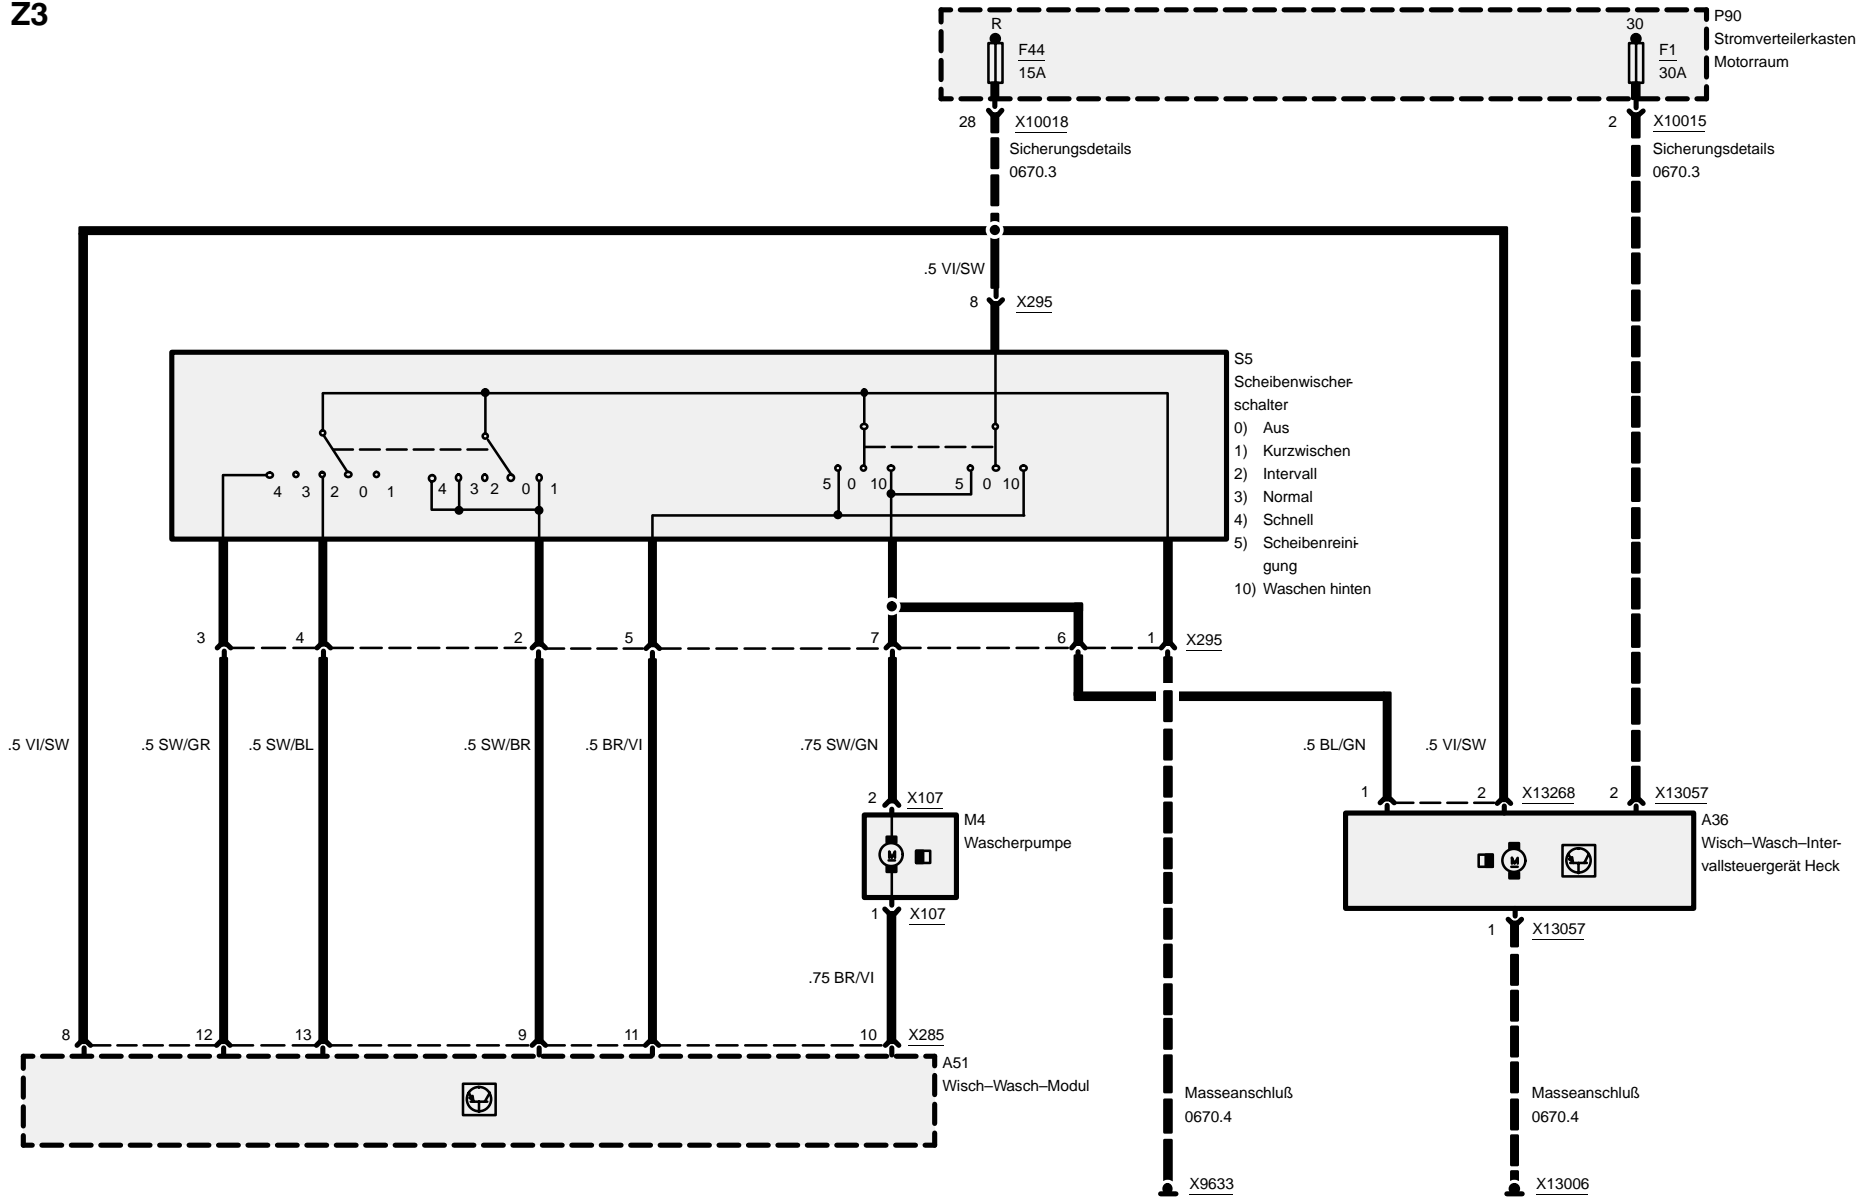 Z3
R
F44
15A
30
F1
30A
P90
Stromverteilerkasten
Motorraum
28 X10018
Sicherungsdetails
0670.3
2 X10015
Sicherungsdetails
0670.3
.5 VI/SW
8 X295
S5
Scheibenwischer-
schalter
0) Aus
1) Kurzwischen
2) Intervall
3) Normal
4) Schnell
5) Scheibenreini-
gung
10) Waschen hinten
4 3 2 0 1
4 3 2 0 1
5 0 10
5 0 10
3 4 2 5 7 6 1 X295
.5 VI/SW .5 SW/GR .5 SW/BL .5 SW/BR .5 BR/VI .75 SW/GN .5 BL/GN .5 VI/SW
2 X107
M4
Wascherpumpe
M
1 X107
.75 BR/VI
1 2 X13268 2 X13057
A36
Wisch–Wasch–Inter-
vallsteuergerät Heck
M
1 X13057
8 12 13 9 11 10 X285
A51
Wisch–Wasch–Modul
Masseanschluß
0670.4
X9633
Masseanschluß
0670.4
X13006